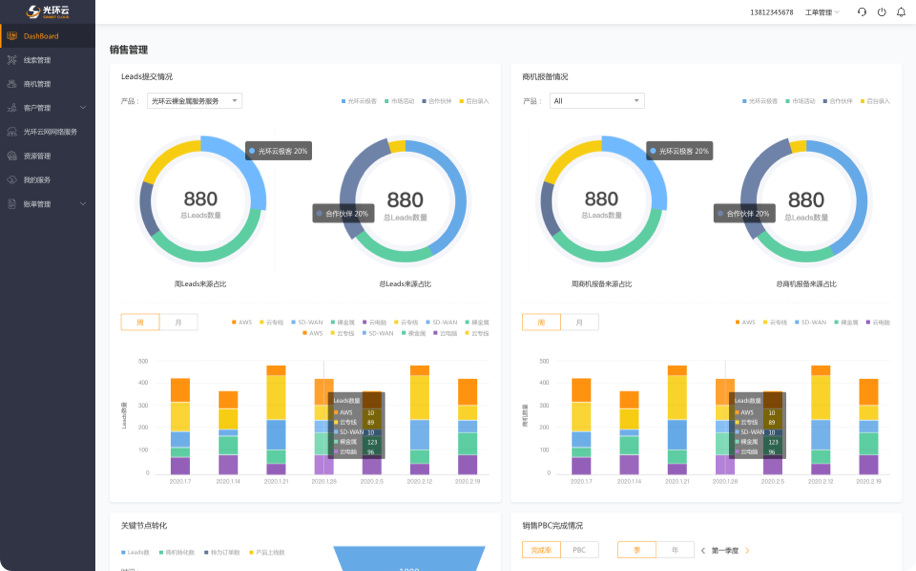 光环云
SMART CLOUD
13812345678 工单管理
DashBoard
线索管理
商机管理
客户管理
光环云网网络服务
资源管理
我的服务
账单管理
销售管理
Leads提交情况
产品： 光环云裸金属服务服务
光环云极客 市场活动 合作伙伴 后台录入
光环云极客 20%
880
总Leads数量
合作伙伴 20%
880
总Leads数量
周Leads来源占比
总Leads来源占比
周 月
AWS 云专线 SD-WAN 裸金属 云电脑 云专线 SD-WAN 裸金属
AWS 云专线 SD-WAN 裸金属 云电脑 云专线
Leads数量
500
400
300
200
100
0
Leads数量
AWS 10
云专线 89
SD-WAN 10
裸金属 123
云电脑 96
2020.1.7 2020.1.14 2020.1.21 2020.1.28 2020.2.5 2020.2.12 2020.2.19
商机报备情况
产品： All
光环云极客 市场活动 合作伙伴 后台录入
光环云极客 20%
880
总Leads数量
合作伙伴 20%
880
总Leads数量
周商机报备来源占比
总商机报备来源占比
周 月
AWS 云专线 SD-WAN 裸金属 云电脑
商机数量
500
400
300
200
100
0
Leads数量
AWS 10
云专线 89
SD-WAN 10
裸金属 123
云电脑 96
2020.1.7 2020.1.14 2020.1.21 2020.1.28 2020.2.5 2020.2.12 2020.2.19
关键节点转化
Leads数 商机转化数 转为订单数 产品上线数
销售PBC完成情况
完成率 PBC
季 年
第一季度